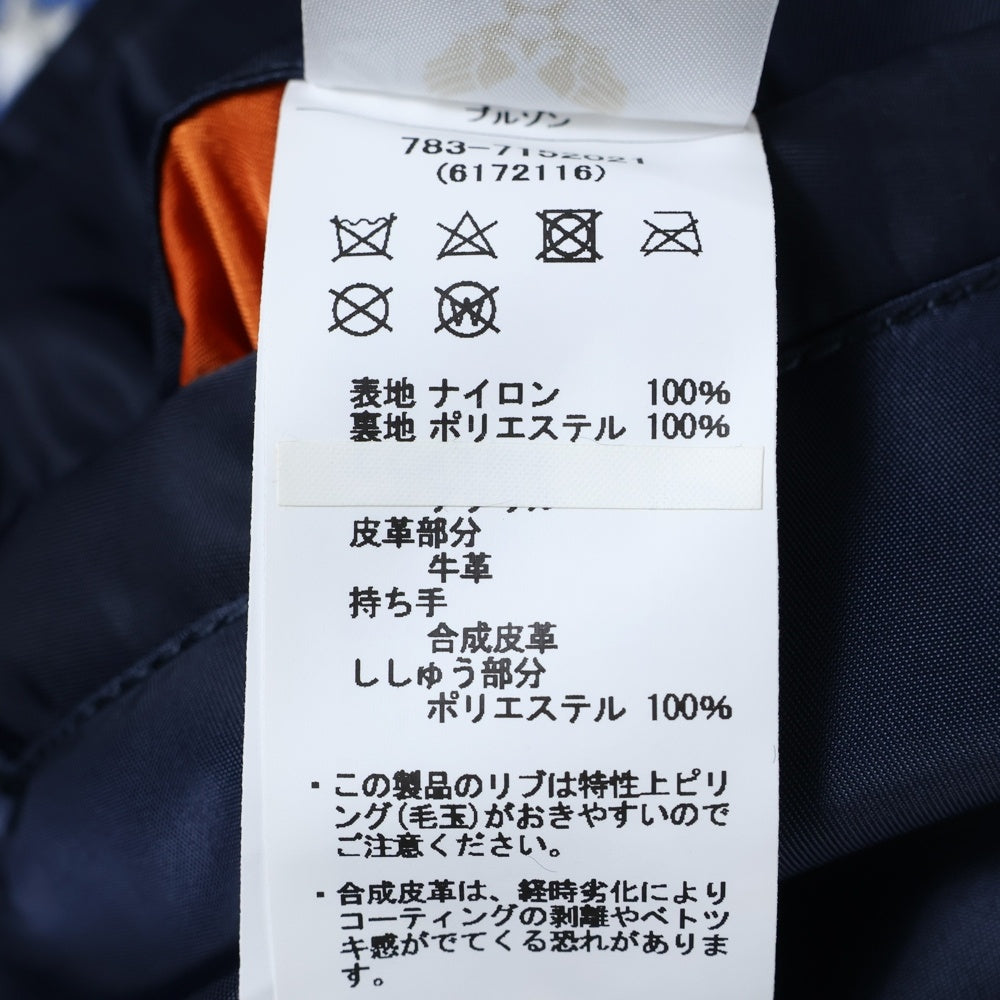 ブルゾン
783-7152021
(6172116)
表地 ナイロン 100%
裏地 ポリエステル 100%
皮革部分
牛革
持ち手
合成皮革
ししゅう部分
ポリエステル 100%
・この製品のリブは特性上ピリ
ング(毛玉)がおきやすいので
ご注意ください。
・合成皮革は、経時劣化により
コーティングの剥離やベトツ
キ感がでてくる恐れがありま
す。